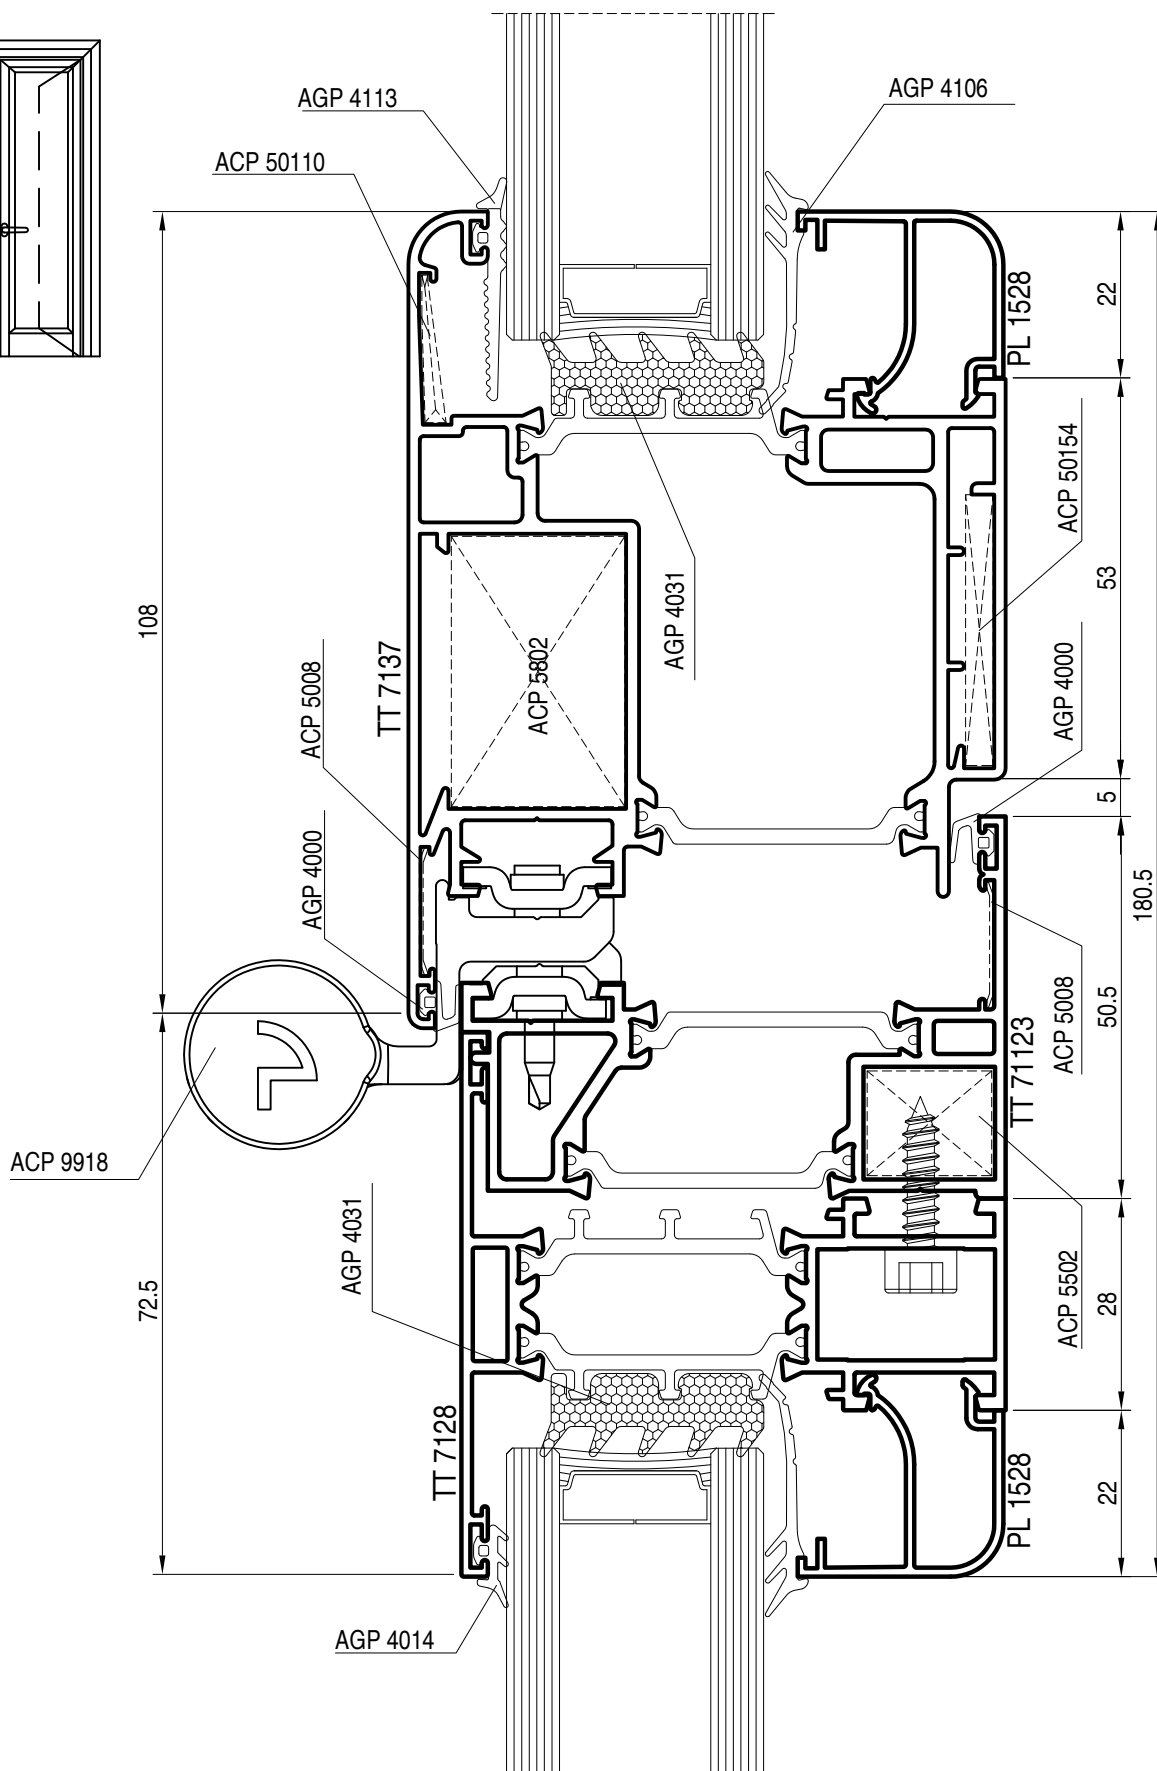 AGP 4113
AGP 4106
ACP 50110
22
PL 1528
ACP 50154
53
AGP 4031
108
TT 7137
ACP 5802
ACP 5008
AGP 4000
AGP 4000
5
180.5
50.5
ACP 5008
TT 71123
ACP 9918
AGP 4031
72.5
ACP 5502
28
TT 7128
PL 1528
22
AGP 4014